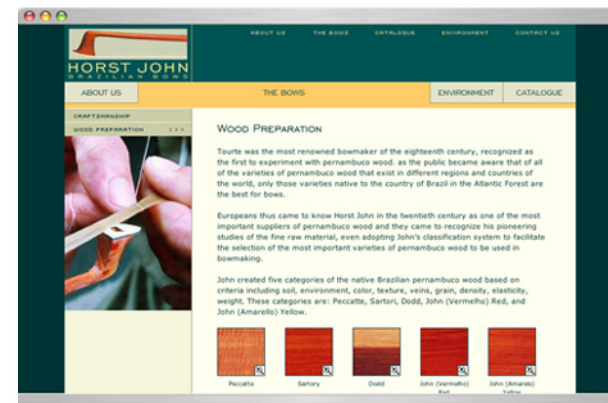 HORST JOHN
BRAZILIAN BOWS
ABOUT US THE BOWS CATALOGUE ENVIRONMENT CONTACT US
ABOUT US THE BOWS ENVIRONMENT CATALOGUE
CRAFTSMANSHIP
WOOD PREPARATION >>>
WOOD PREPARATION
Tourte was the most renowned bowmaker of the eighteenth century, recognized as
the first to experiment with pernambuco wood. as the public became aware that of all
of the varieties of pernambuco wood that exist in different regions and countries of
the world, only those varieties native to the country of Brazil in the Atlantic Forest are
the best for bows.
Europeans thus came to know Horst John in the twentieth century as one of the most
important suppliers of pernambuco wood and they came to recognize his pioneering
studies of the fine raw material, even adopting John's classification system to facilitate
the selection of the most important varieties of pernambuco wood to be used in
bowmaking.
John created five categories of the native Brazilian pernambuco wood based on
criteria including soil, environment, color, texture, veins, grain, density, elasticity,
weight. These categories are: Peccatte, Sartori, Dodd, John (Vermelho) Red, and
John (Amarello) Yellow.
Peccatte Sartory Dodd John (Vermelho) John (Amarelo)
Red Yellow